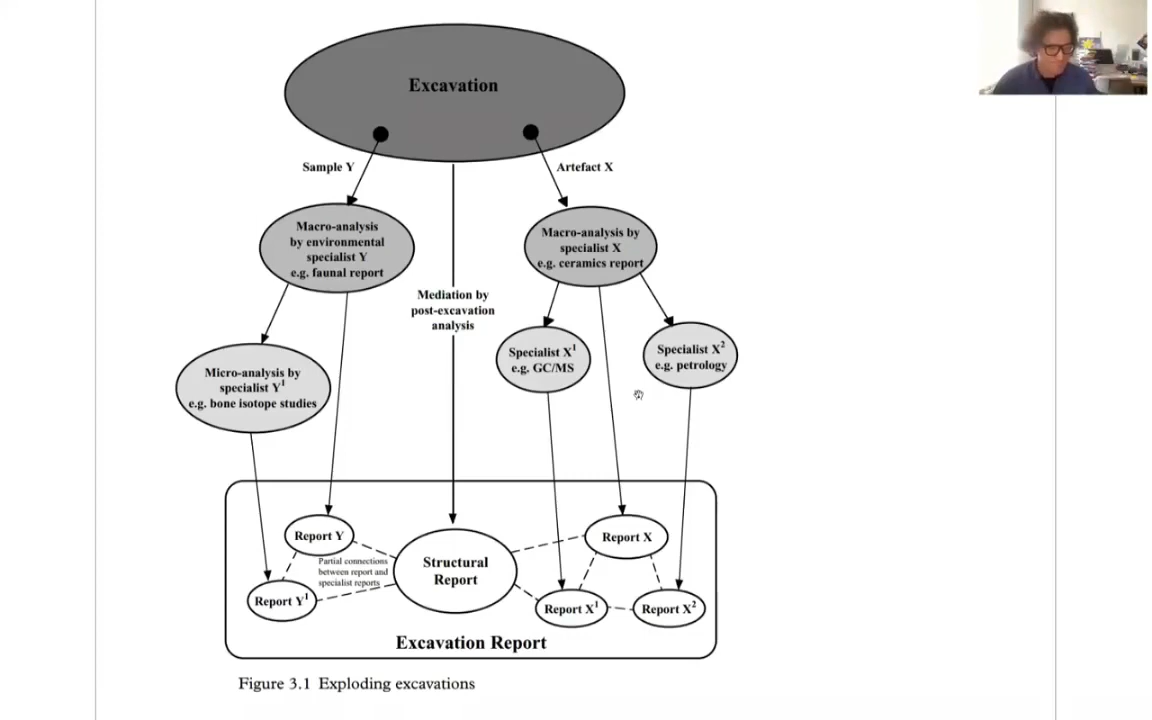 Excavation
Sample Y
Artefact X
Macro-analysis
by environmental
specialist Y
e.g. faunal report
Macro-analysis by
specialist X
e.g. ceramics report
Mediation by
post-excavation
analysis
Specialist X¹
e.g. GC/MS
Specialist X²
e.g. petrology
Micro-analysis by
specialist Y¹
e.g. bone isotope studies
Report Y
Partial connections
between report and
specialist reports
Report Y¹
Structural
Report
Report X
Report X¹
Report X²
Excavation Report
Figure 3.1 Exploding excavations